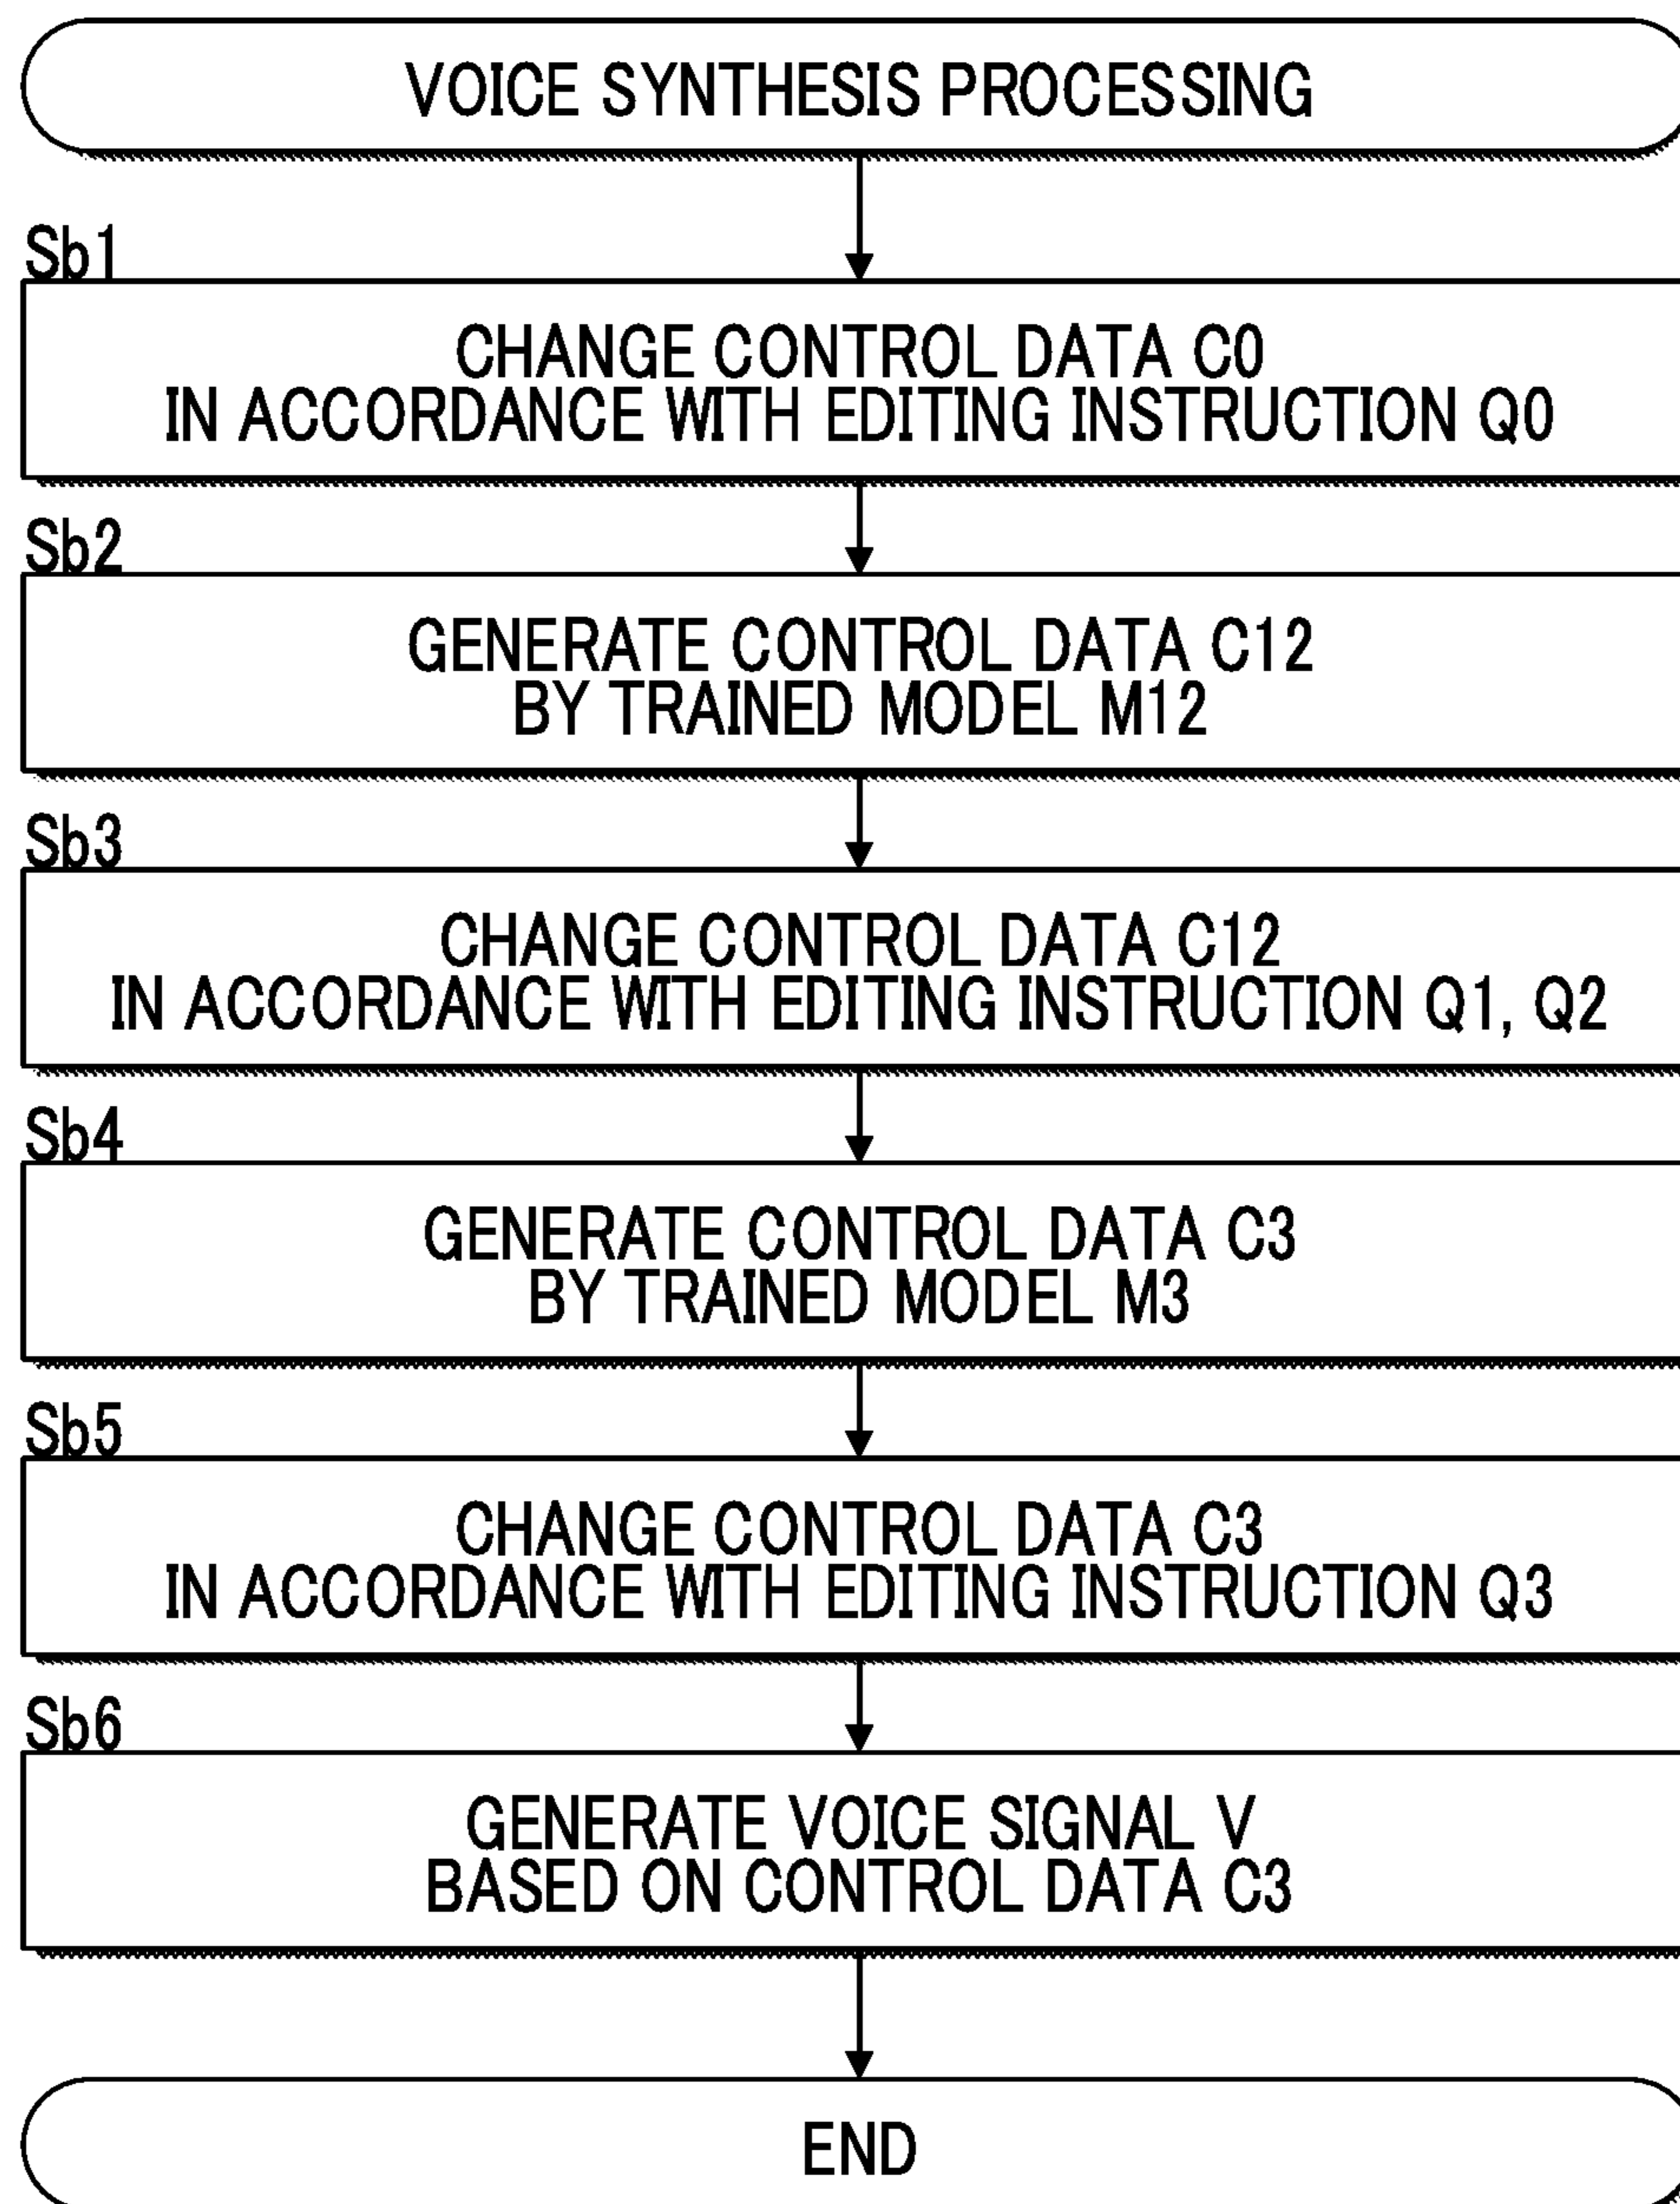 VOICE SYNTHESIS PROCESSING
Sb1
CHANGE CONTROL DATA C0
IN ACCORDANCE WITH EDITING INSTRUCTION Q0
Sb2
GENERATE CONTROL DATA C12
BY TRAINED MODEL M12
Sb3
CHANGE CONTROL DATA C12
IN ACCORDANCE WITH EDITING INSTRUCTION Q1, Q2
Sb4
GENERATE CONTROL DATA C3
BY TRAINED MODEL M3
Sb5
CHANGE CONTROL DATA C3
IN ACCORDANCE WITH EDITING INSTRUCTION Q3
Sb6
GENERATE VOICE SIGNAL V
BASED ON CONTROL DATA C3
END